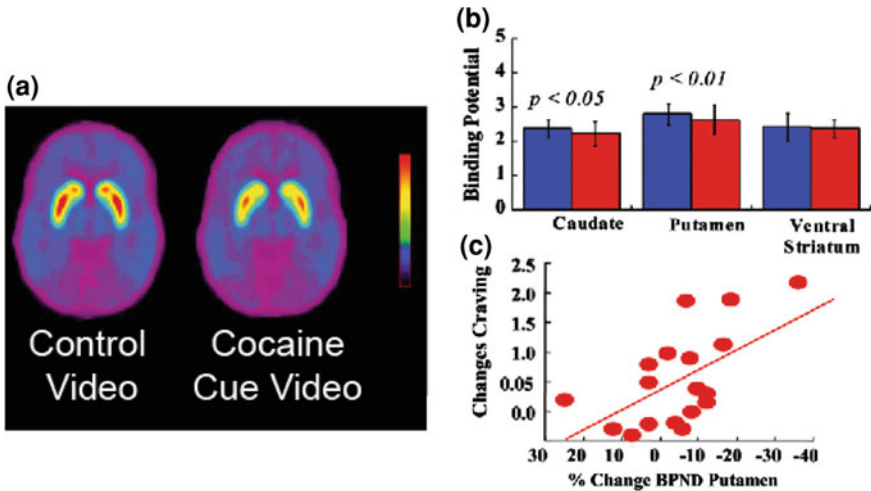 (a)
Control
Video
Cocaine
Cue Video
(b)
Binding Potential
5
4
3
2
1
0
p < 0.05
p < 0.01
Caudate
Putamen
Ventral
Striatum
(c)
Changes Craving
2.5
2.0
1.5
1.0
0.05
0.0
30
20
10
0
-10
-20
-30
-40
% Change BPND Putamen